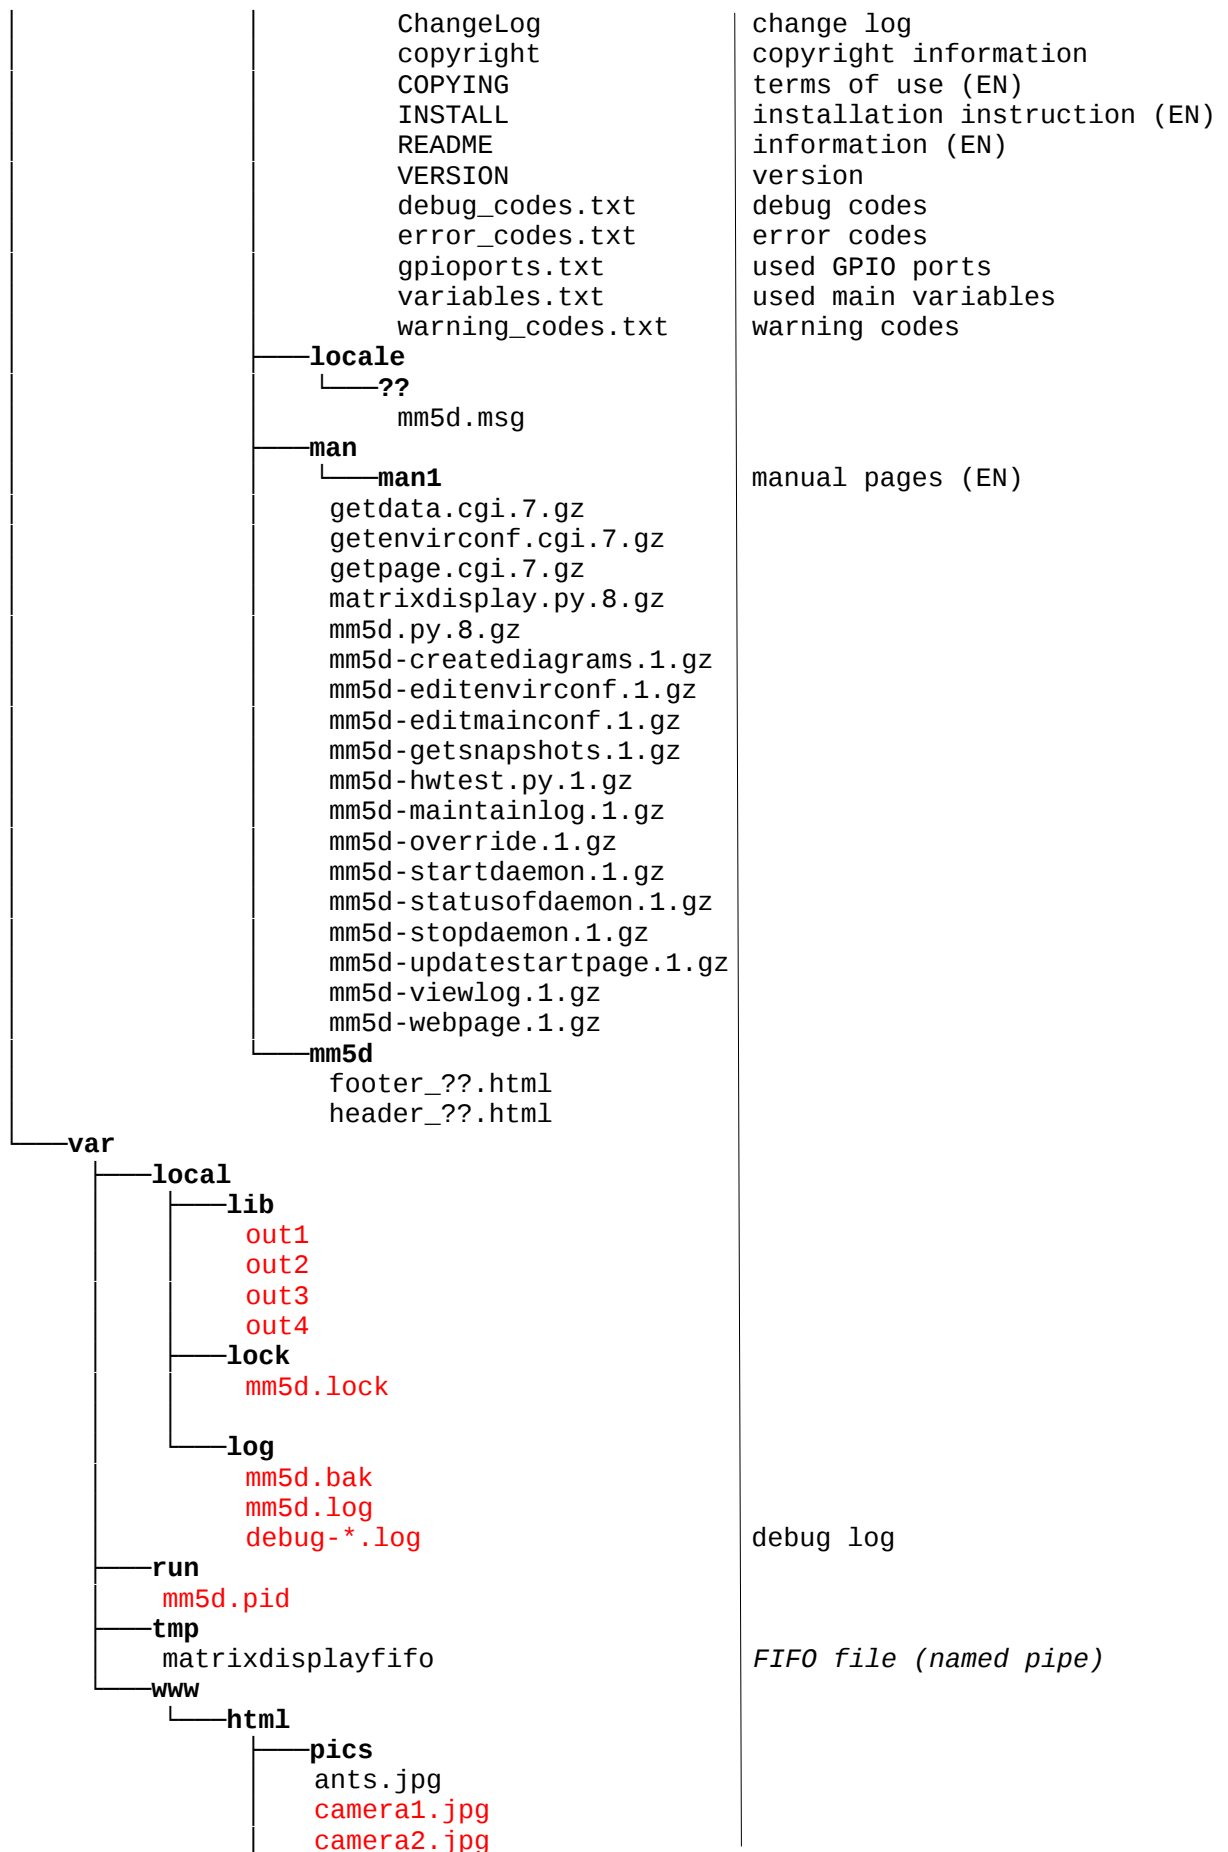 ChangeLog change log
copyright copyright information
COPYING terms of use (EN)
INSTALL installation instruction (EN)
README information (EN)
VERSION version
debug_codes.txt debug codes
error_codes.txt error codes
gpioports.txt used GPIO ports
variables.txt used main variables
warning_codes.txt warning codes
locale
??
mm5d.msg
man
man1 manual pages (EN)
getdata.cgi.7.gz
getenvirconf.cgi.7.gz
getpage.cgi.7.gz
matrixdisplay.py.8.gz
mm5d.py.8.gz
mm5d-creatediagrams.1.gz
mm5d-editenvirconf.1.gz
mm5d-editmainconf.1.gz
mm5d-getsnapshots.1.gz
mm5d-hwtest.py.1.gz
mm5d-maintainlog.1.gz
mm5d-override.1.gz
mm5d-startdaemon.1.gz
mm5d-statusofdaemon.1.gz
mm5d-stopdaemon.1.gz
mm5d-updatestartpage.1.gz
mm5d-viewlog.1.gz
mm5d-webpage.1.gz
mm5d
footer_??.html
header_??.html
var
local
lib
out1
out2
out3
out4
lock
mm5d.lock
log
mm5d.bak
mm5d.log
debug-*.log debug log
run
mm5d.pid
tmp
matrixdisplayfifo FIFO file (named pipe)
www
html
pics
ants.jpg
camera1.jpg
camera2.jpg